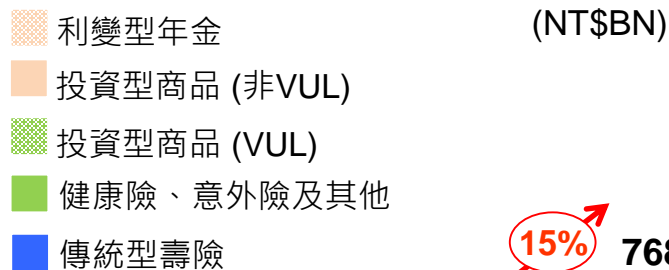 利變型年金
(NT$BN)
投資型商品 (非VUL)
投資型商品 (VUL)
健康險、意外險及其他
傳統型壽險
15%